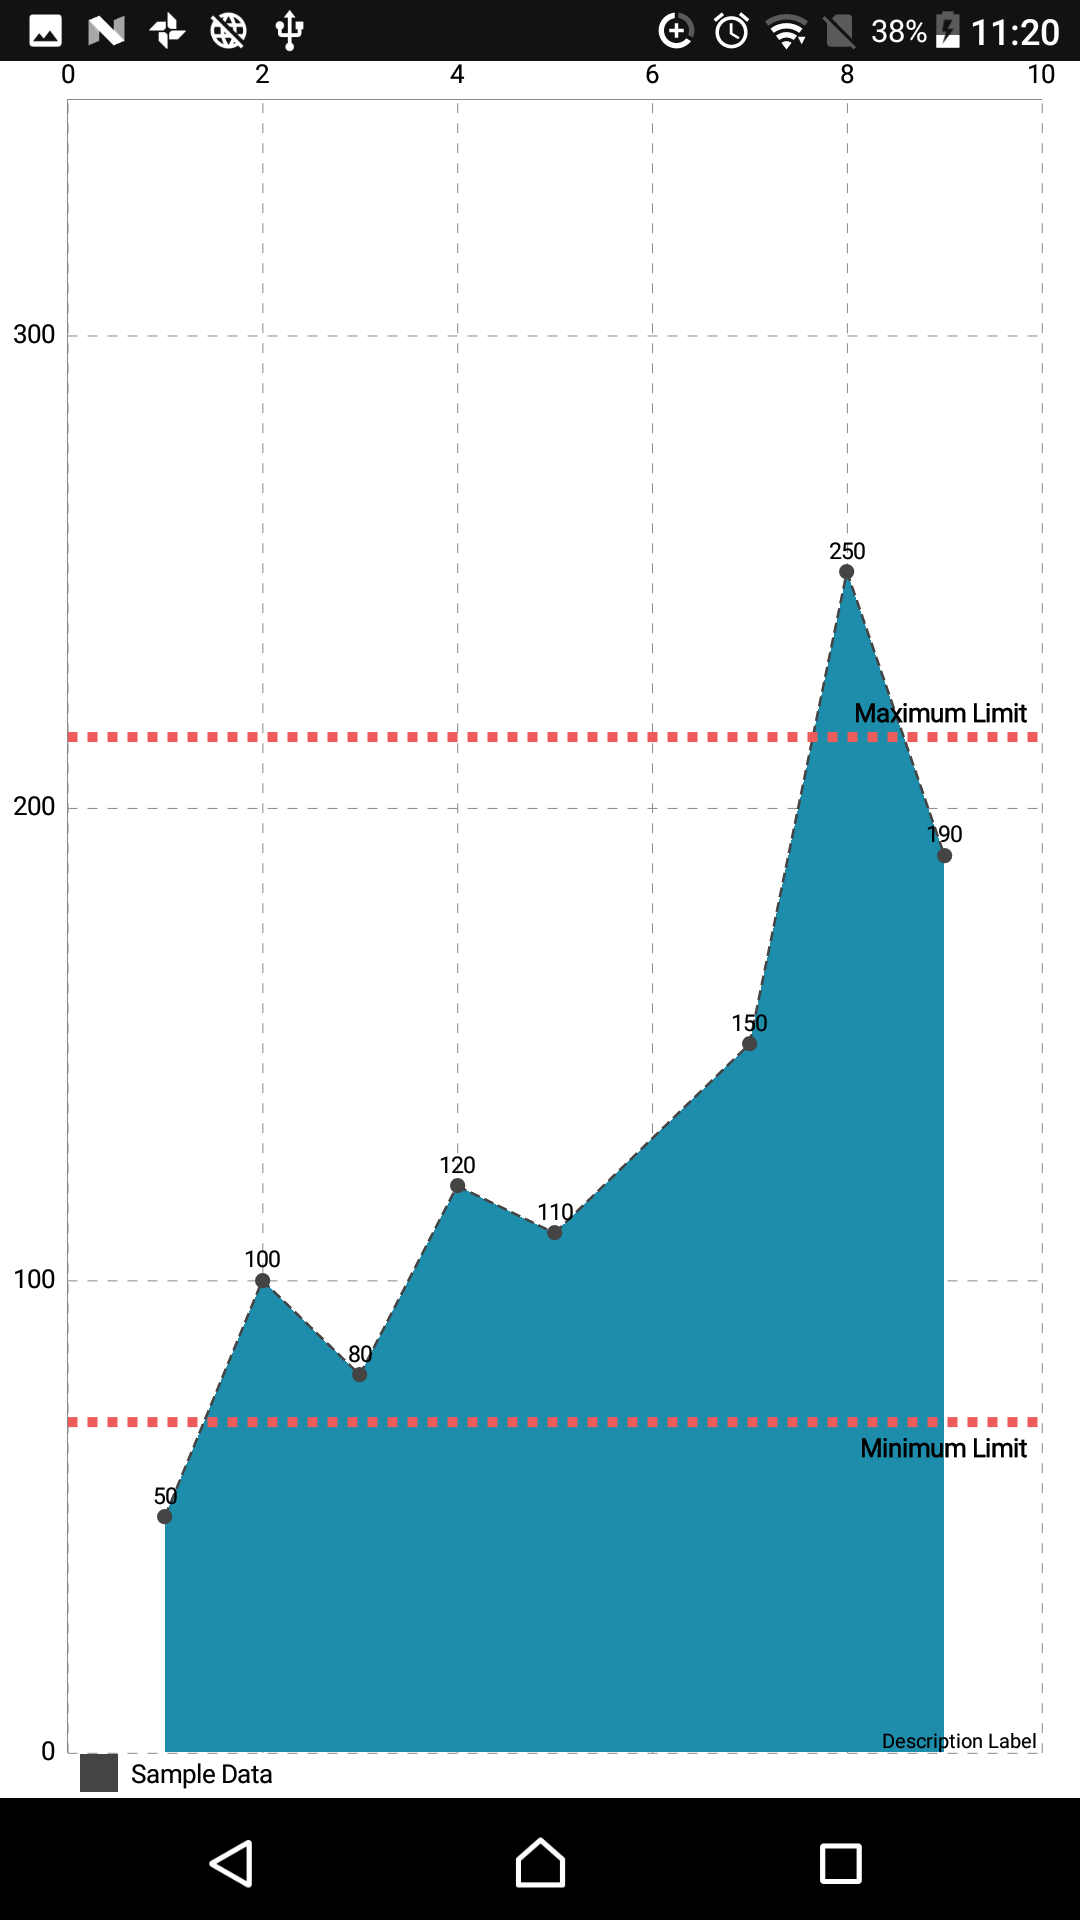 38% 11:20
0 2 4 6 8 10
300
250
Maximum Limit
200
190
150
120
110
100
100
80
Minimum Limit
50
Description Label
0
Sample Data